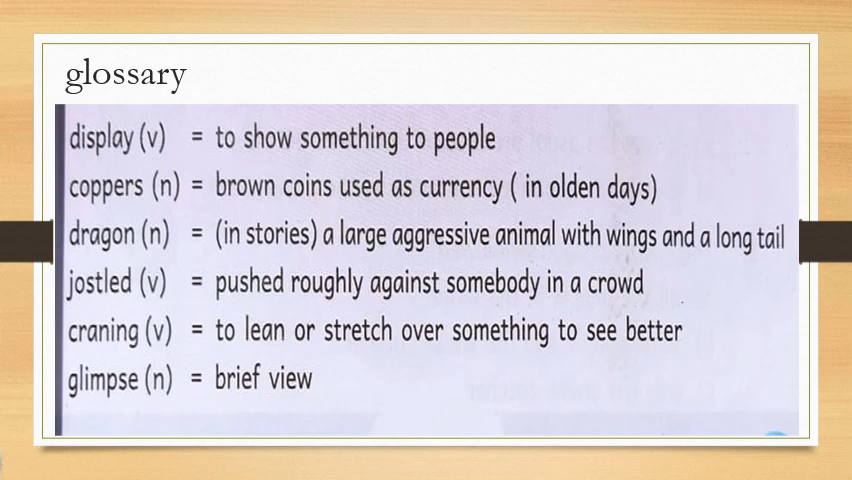 glossary
display (v) = to show something to people
coppers (n) = brown coins used as currency ( in olden days)
dragon (n) = (in stories) a large aggressive animal with wings and a long tail
jostled (v) = pushed roughly against somebody in a crowd
craning (v) = to lean or stretch over something to see better
glimpse (n) = brief view